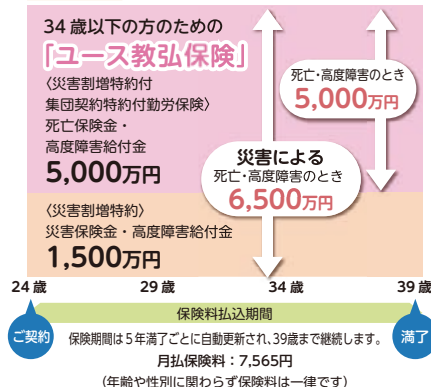 34歳以下の方のための
「ユース教弘保険」
〈災害割増特約付
集団契約特約付勤労保険〉
死亡保険金・
高度障害給付金
5,000万円
死亡・高度障害のとき
5,000万円
災害による
死亡・高度障害のとき
6,500万円
〈災害割増特約〉
災害保険金・高度障害給付金
1,500万円
24歳 29歳 34歳 39歳
保険料払込期間
ご契約
保険期間は5年満了ごとに自動更新され、39歳まで継続します。
満了
月払保険料：7,565円
（年齢や性別に関わらず保険料は一律です）